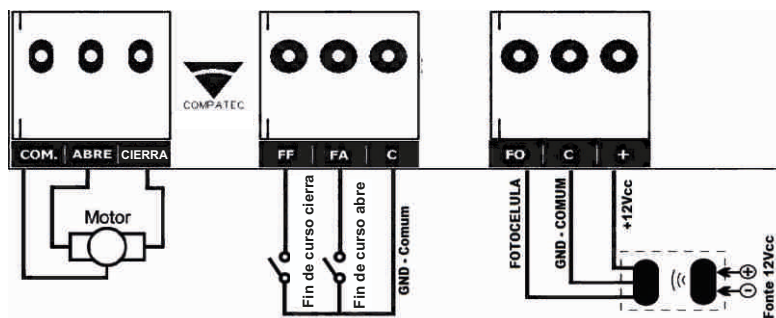 COMPATEC
COM. ABRE CIERRA
FF FA C
FO C +
Motor
Fin de curso cierra
Fin de curso abre
GND - Comum
FOTOCELULA
GND - COMUM
+12Vcc
+
-
Fonte 12Vcc